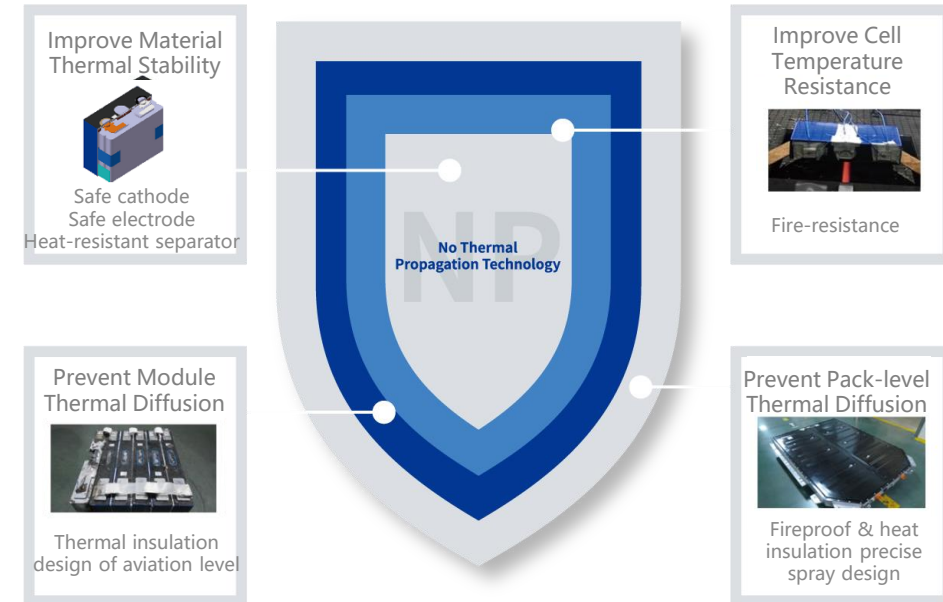 Improve Material
Thermal Stability
Safe cathode
Safe electrode
Heat-resistant separator
Improve Cell
Temperature
Resistance
Fire-resistance
NP
No Thermal
Propagation Technology
Prevent Module
Thermal Diffusion
Thermal insulation
design of aviation level
Prevent Pack-level
Thermal Diffusion
Fireproof & heat
insulation precise
spray design